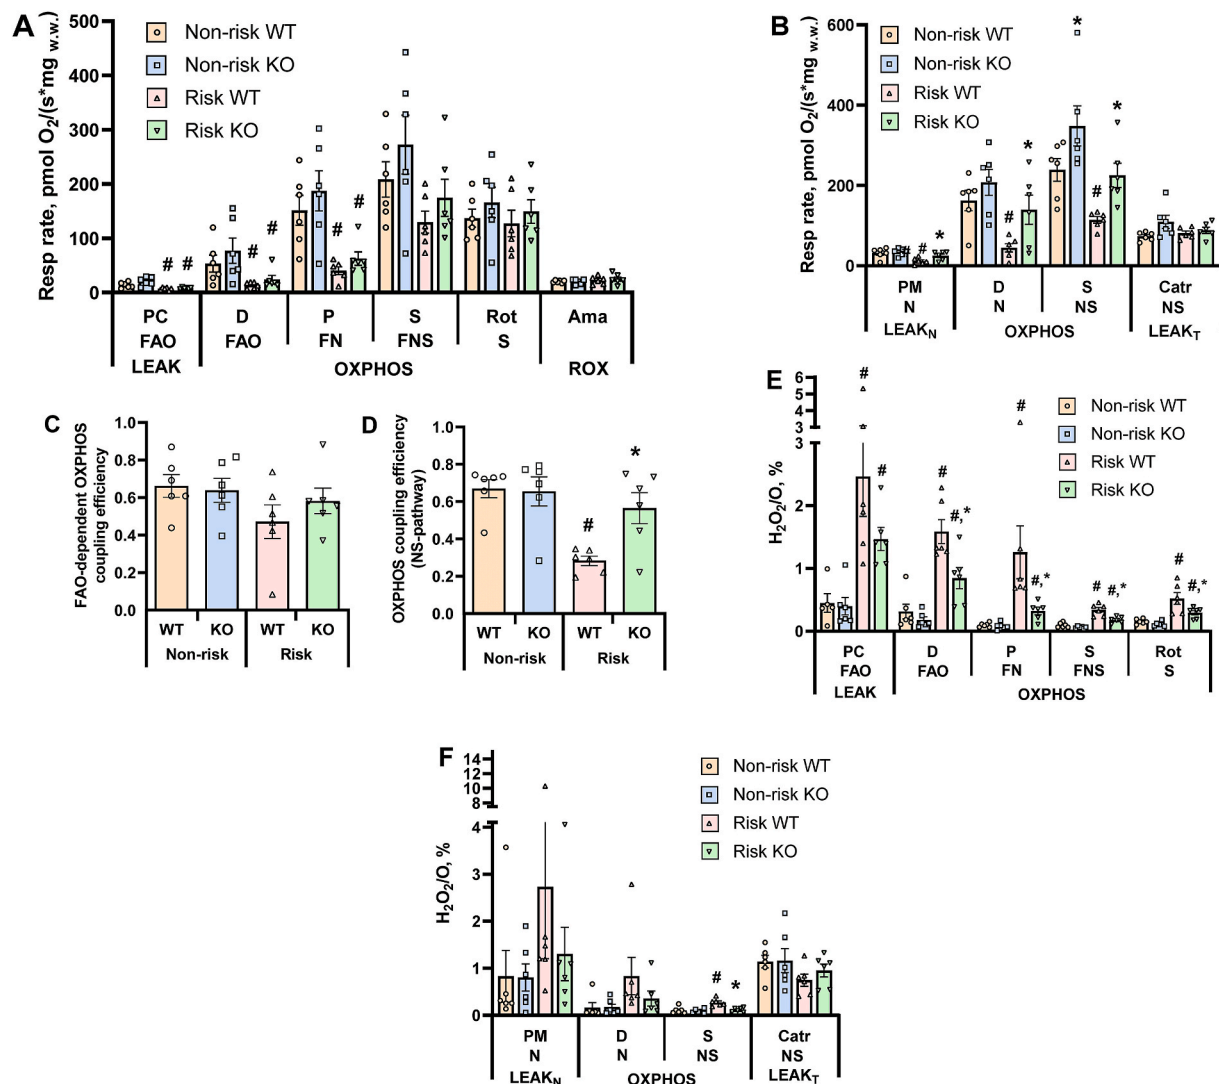 A
Resp rate, pmol O2/(s*mg w.w.)
500
400
300
200
100
0
Non-risk WT
Non-risk KO
Risk WT
Risk KO
# # # # # #
PC D P S Rot Ama
FAO FAO FN FNS S
LEAK OXPHOS ROX
B
Resp rate, pmol O2/(s*mg w.w.)
600
400
200
0
Non-risk WT
Non-risk KO
Risk WT
Risk KO
# # * # * * # *
PM D S Catr
N N NS NS
LEAKN OXPHOS LEAKT
C
FAO-dependent OXPHOS
coupling efficiency
1.0
0.8
0.6
0.4
0.2
0.0
WT KO WT KO
Non-risk Risk
D
OXPHOS coupling efficiency
(NS-pathway)
1.0
0.8
0.6
0.4
0.2
0.0
# *
WT KO WT KO
Non-risk Risk
E
H2O2/O, %
6
5
4
3
2
1
0
Non-risk WT
Non-risk KO
Risk WT
Risk KO
# # # #,* # #,* # #,* # #,*
PC D P S Rot
FAO FAO FN FNS S
LEAK OXPHOS
F
H2O2/O, %
14
12
10
8
4
3
2
1
0
Non-risk WT
Non-risk KO
Risk WT
Risk KO
# *
PM D S Catr
N N NS NS
LEAKN OXPHOS LEAKT